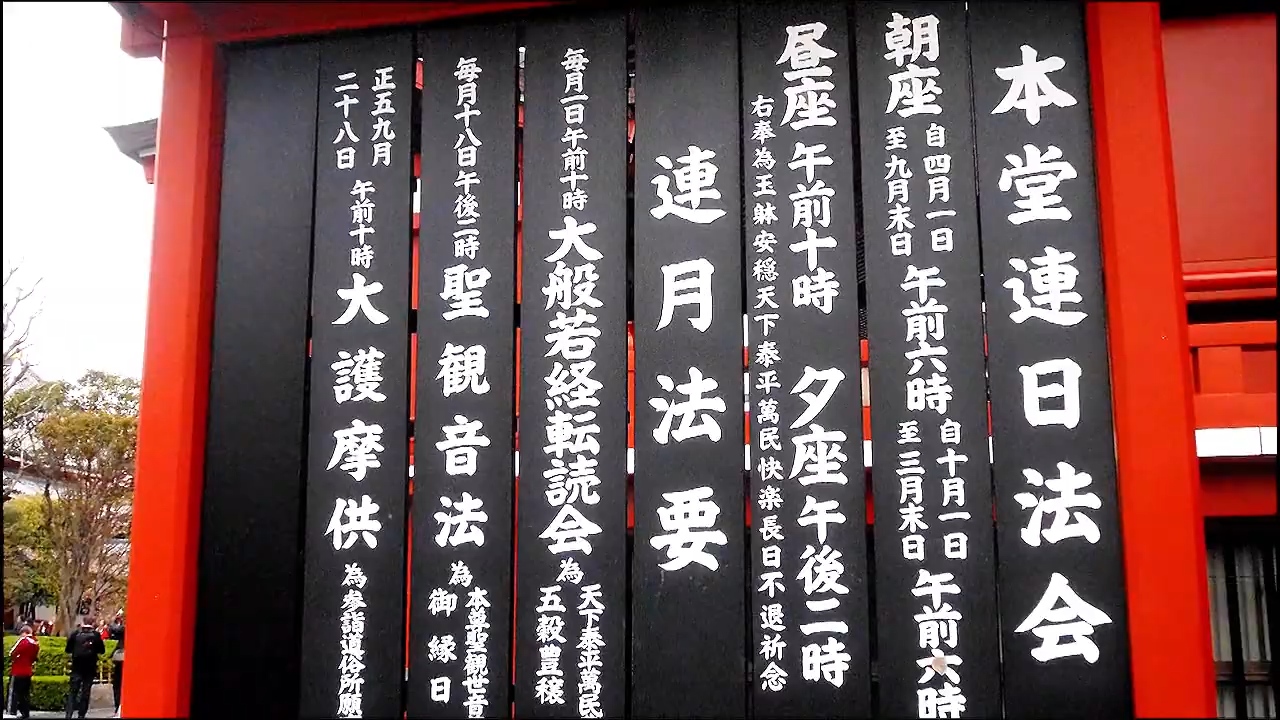 本堂連日法会
朝座 自四月一日 至九月末日 午前六時 自十月一日 至三月末日 午前六時
昼座午前十時 夕座午後二時
右奉為玉躰安穏天下泰平萬民快楽長日不退祈念
連月法要
毎月一日午前十時 大般若経転読会 為 天下泰平萬民 五穀豊穣
毎月十八日午後二時 聖観音法 為 本尊聖観世音 御縁日
正五九月 二十八日 午前十時 大護摩供 為参詣道俗所願